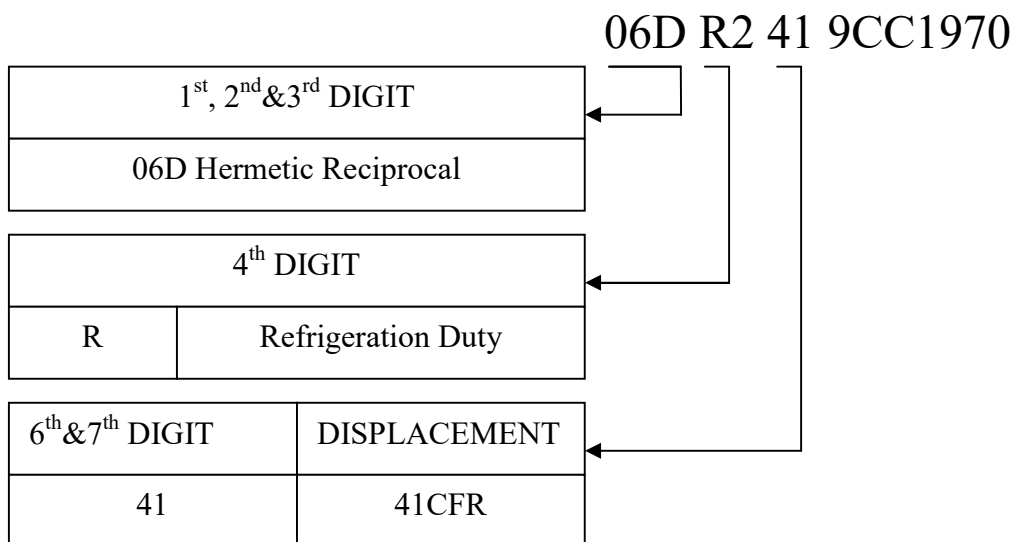 06D R2 41 9CC1970
1st, 2nd&3rd DIGIT
06D Hermetic Reciprocal
4th DIGIT
R Refrigeration Duty
6th&7th DIGIT DISPLACEMENT
41 41CFR